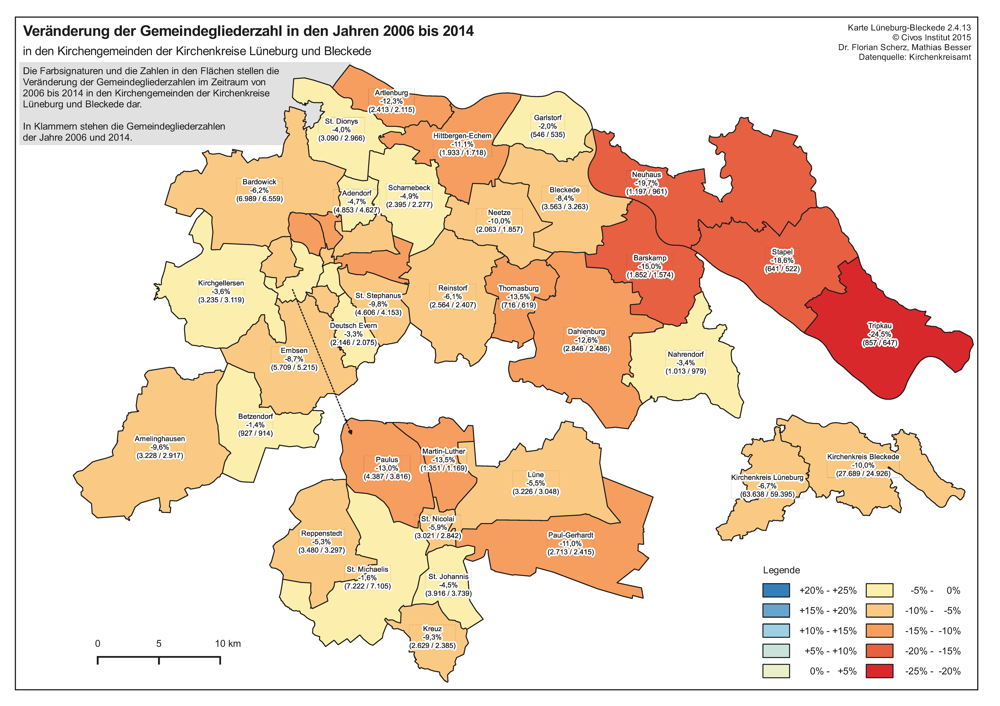 Veränderung der Gemeindegliederzahl in den Jahren 2006 bis 2014
in den Kirchengemeinden der Kirchenkreise Lüneburg und Bleckede
Karte Lüneburg-Bleckede 2.4.13
© Civos Institut 2015
Dr. Florian Scherz, Mathias Besser
Datenquelle: Kirchenkreisamt
Die Farbsignaturen und die Zahlen in den Flächen stellen die
Veränderung der Gemeindegliederzahlen im Zeitraum von
2006 bis 2014 in den Kirchengemeinden der Kirchenkreise
Lüneburg und Bleckede dar.
In Klammern stehen die Gemeindegliederzahlen
der Jahre 2006 und 2014.
Artlenburg
-12,3%
(2.413 / 2.115)
St. Dionys
-4,0%
(3.090 / 2.966)
Garlstorf
-2,0%
(546 / 535)
Hittbergen-Echem
-11,1%
(1.933 / 1.718)
Bardowick
-6,2%
(6.989 / 6.559)
Adendorf
-4,7%
(4.853 / 4.627)
Scharnebeck
-4,9%
(2.395 / 2.277)
Neetze
-10,0%
(2.063 / 1.857)
Bleckede
-8,4%
(3.563 / 3.263)
Neuhaus
-19,7%
(1.197 / 961)
Barskamp
-15,0%
(1.852 / 1.574)
Stapel
-18,6%
(641 / 522)
Kirchgellersen
-3,6%
(3.235 / 3.119)
St. Stephanus
-9,8%
(4.606 / 4.153)
Reinstorf
-6,1%
(2.564 / 2.407)
Thomasburg
-13,5%
(716 / 619)
Deutsch Evern
-3,3%
(2.146 / 2.075)
Dahlenburg
-12,6%
(2.846 / 2.486)
Tripkau
-24,5%
(857 / 647)
Embsen
-8,7%
(5.709 / 5.215)
Nahrendorf
-3,4%
(1.013 / 979)
Betzendorf
-1,4%
(927 / 914)
Amelinghausen
-9,6%
(3.228 / 2.917)
Paulus
-13,0%
(4.387 / 3.816)
Martin-Luther
-13,5%
(1.351 / 1.169)
Lüne
-5,5%
(3.226 / 3.048)
Kirchenkreis Bleckede
-10,0%
(27.689 / 24.926)
Kirchenkreis Lüneburg
-6,7%
(63.638 / 59.395)
St. Nicolai
-5,9%
(3.021 / 2.842)
Reppenstedt
-5,3%
(3.480 / 3.297)
Paul-Gerhardt
-11,0%
(2.713 / 2.415)
St. Michaelis
-1,6%
(7.222 / 7.105)
St. Johannis
-4,5%
(3.916 / 3.739)
Kreuz
-9,3%
(2.629 / 2.385)
0 5 10 km
Legende
+20% - +25% -5% - 0%
+15% - +20% -10% - -5%
+10% - +15% -15% - -10%
+5% - +10% -20% - -15%
0% - +5% -25% - -20%